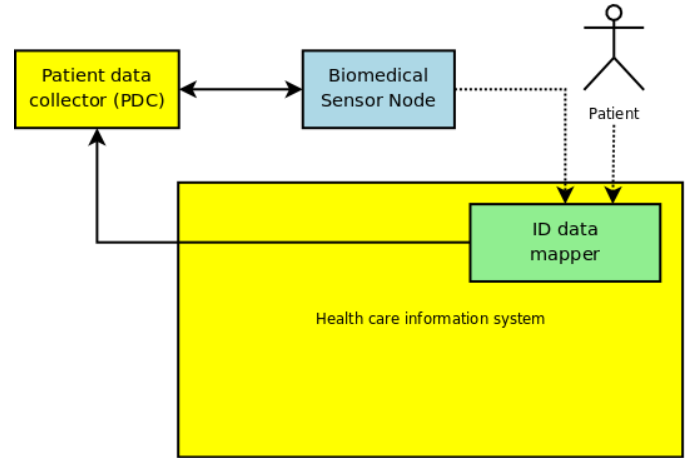 Patient data
collector (PDC)
Biomedical
Sensor Node
Patient
ID data
mapper
Health care information system